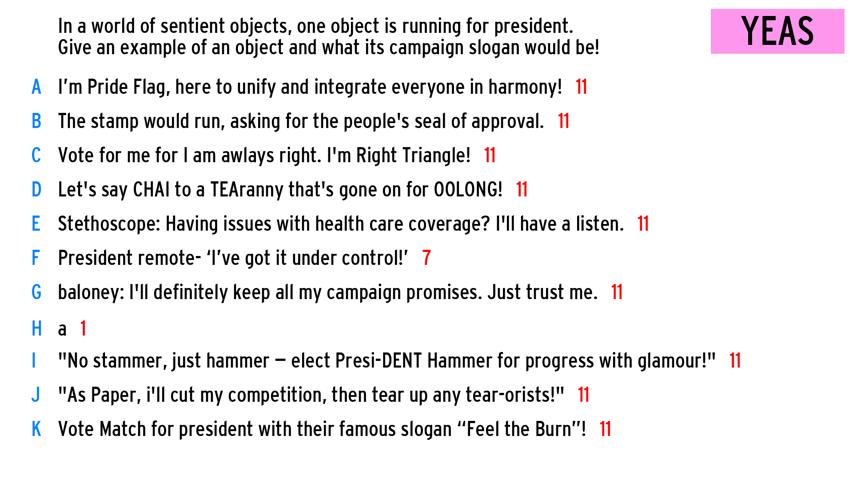 In a world of sentient objects, one object is running for president.
Give an example of an object and what its campaign slogan would be!
YEAS
A I'm Pride Flag, here to unify and integrate everyone in harmony! 11
B The stamp would run, asking for the people's seal of approval. 11
C Vote for me for I am awlays right. I'm Right Triangle! 11
D Let's say CHAI to a TEAranny that's gone on for OOLONG! 11
E Stethoscope: Having issues with health care coverage? I'll have a listen. 11
F President remote- ‘I’ve got it under control!’ 7
G baloney: I'll definitely keep all my campaign promises. Just trust me. 11
H a 1
I "No stammer, just hammer – elect Presi-DENT Hammer for progress with glamour!" 11
J "As Paper, i'll cut my competition, then tear up any tear-orists!" 11
K Vote Match for president with their famous slogan “Feel the Burn”! 11